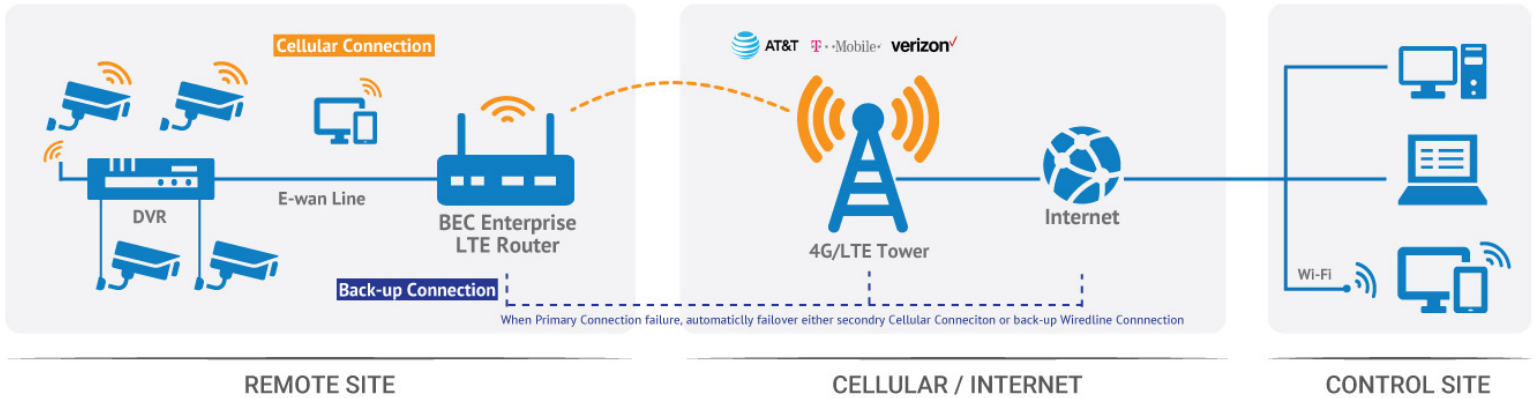 Cellular Connection
AT&T
T··Mobile·
verizon✓
DVR
E-wan Line
BEC Enterprise
LTE Router
4G/LTE Tower
Internet
Wi-Fi
Back-up Connection
When Primary Connection failure, automaticlly failover either secondry Cellular Conneciton or back-up Wiredline Connnection
REMOTE SITE
CELLULAR / INTERNET
CONTROL SITE